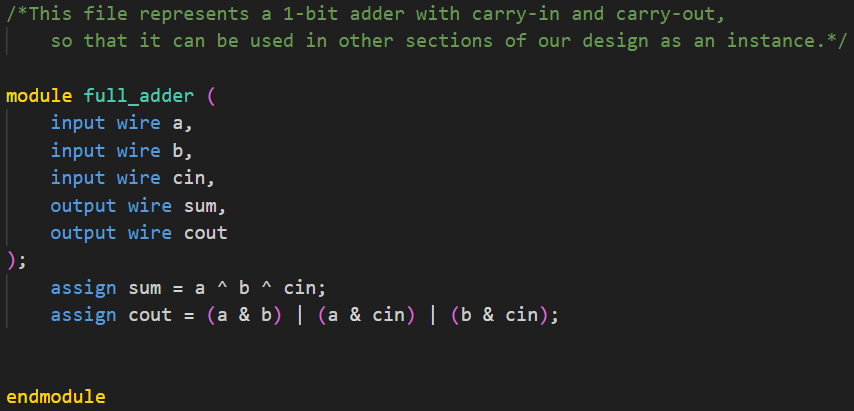 /*This file represents a 1-bit adder with carry-in and carry-out,
    so that it can be used in other sections of our design as an instance.*/
module full_adder (
    input wire a,
    input wire b,
    input wire cin,
    output wire sum,
    output wire cout
);
    assign sum = a ^ b ^ cin;
    assign cout = (a & b) | (a & cin) | (b & cin);
endmodule